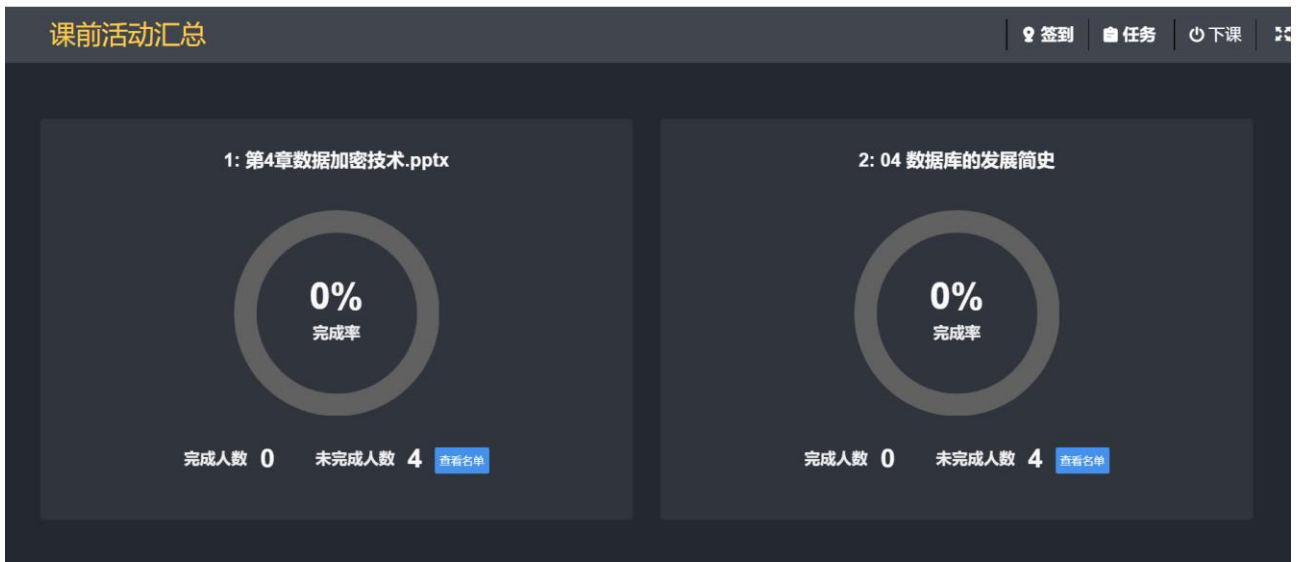 课前活动汇总 签到 任务 下课
1: 第4章数据加密技术.pptx
0%
完成率
完成人数 0 未完成人数 4 查看名单
2: 04 数据库的发展简史
0%
完成率
完成人数 0 未完成人数 4 查看名单